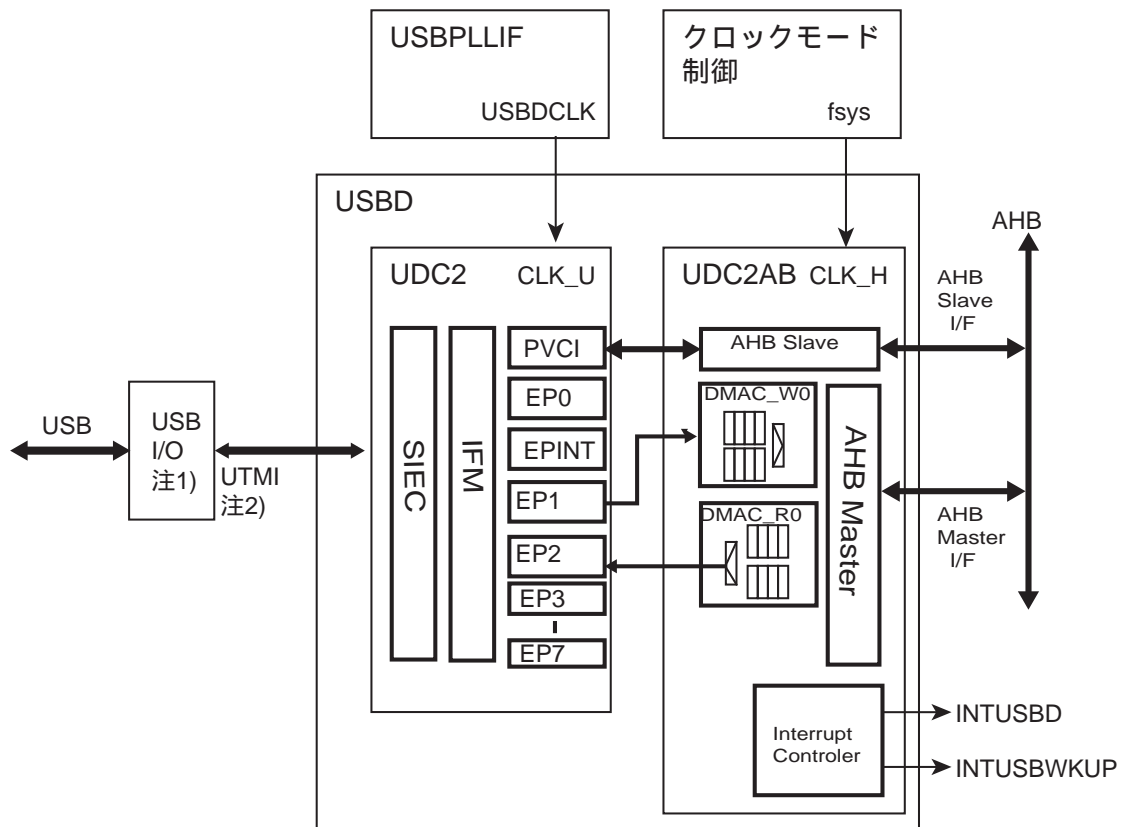 USBPLLIF
USBDCLK
クロックモード
制御
fsys
USBD
UDC2
CLK_U
UDC2AB
CLK_H
AHB
AHB
Slave
I/F
PVCI
AHB Slave
EP0
DMAC_W0
USB
USB
I/O
注1)
UTMI
注2)
SIEC
IFM
EPINT
AHB Master
EP1
DMAC_R0
AHB
Master
I/F
EP2
EP3
EP7
Interrupt
Controler
INTUSBD
INTUSBWKUP